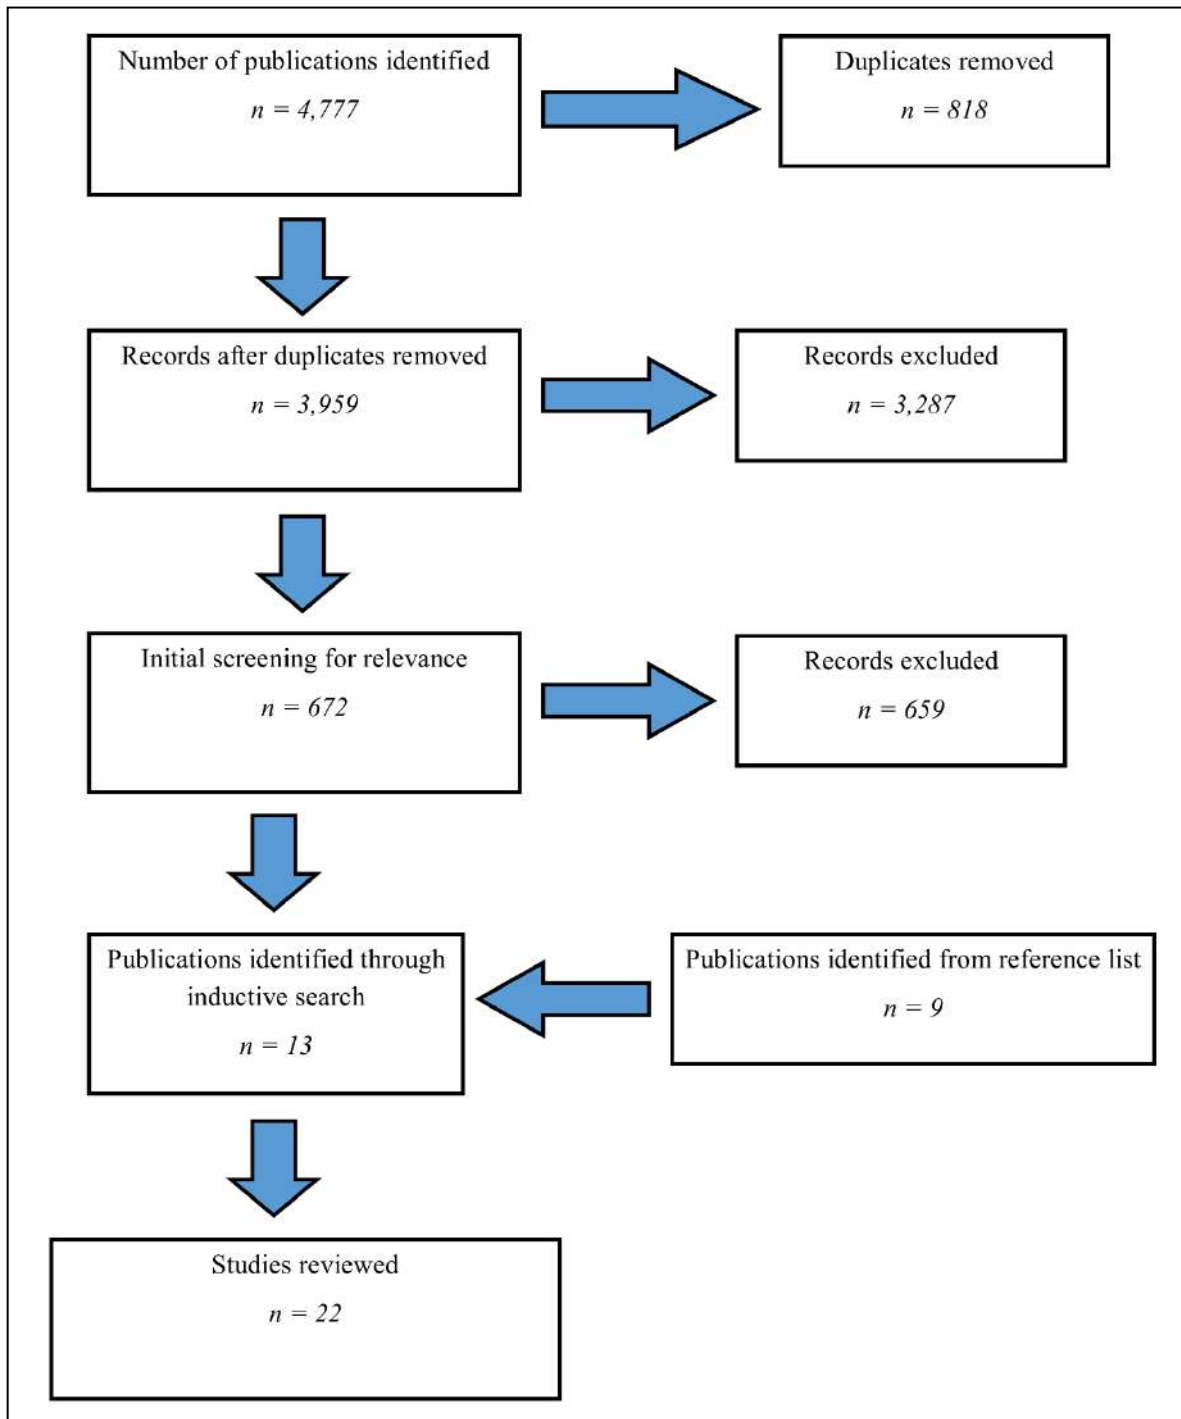 Number of publications identified
n = 4,777
Duplicates removed
n = 818
Records after duplicates removed
n = 3,959
Records excluded
n = 3,287
Initial screening for relevance
n = 672
Records excluded
n = 659
Publications identified through
inductive search
n = 13
Publications identified from reference list
n = 9
Studies reviewed
n = 22